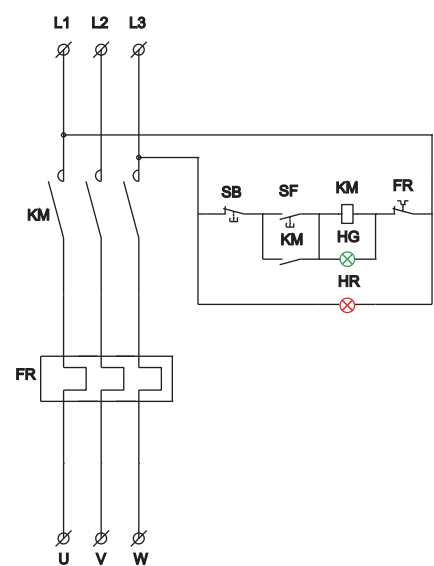 L1 L2 L3
SB SF KM FR
KM KM HG
HR
FR
U V W